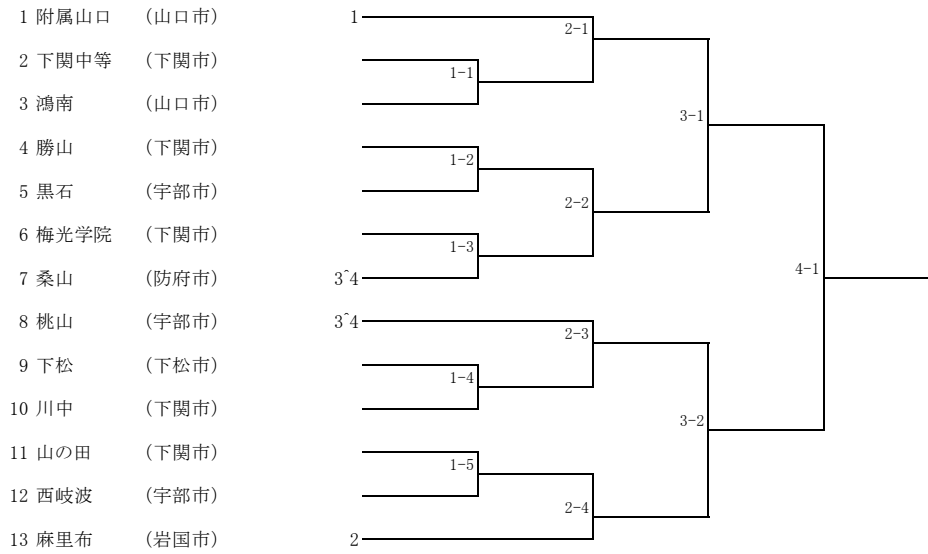 1 附属山口 (山口市) 1
2-1
2 下関中等 (下関市)
1-1
3 鴻南 (山口市)
3-1
4 勝山 (下関市)
1-2
5 黒石 (宇部市)
2-2
6 梅光学院 (下関市)
1-3
7 桑山 (防府市) 3~4
4-1
8 桃山 (宇部市) 3~4
2-3
9 下松 (下松市)
1-4
10 川中 (下関市)
3-2
11 山の田 (下関市)
1-5
12 西岐波 (宇部市)
2-4
13 麻里布 (岩国市) 2